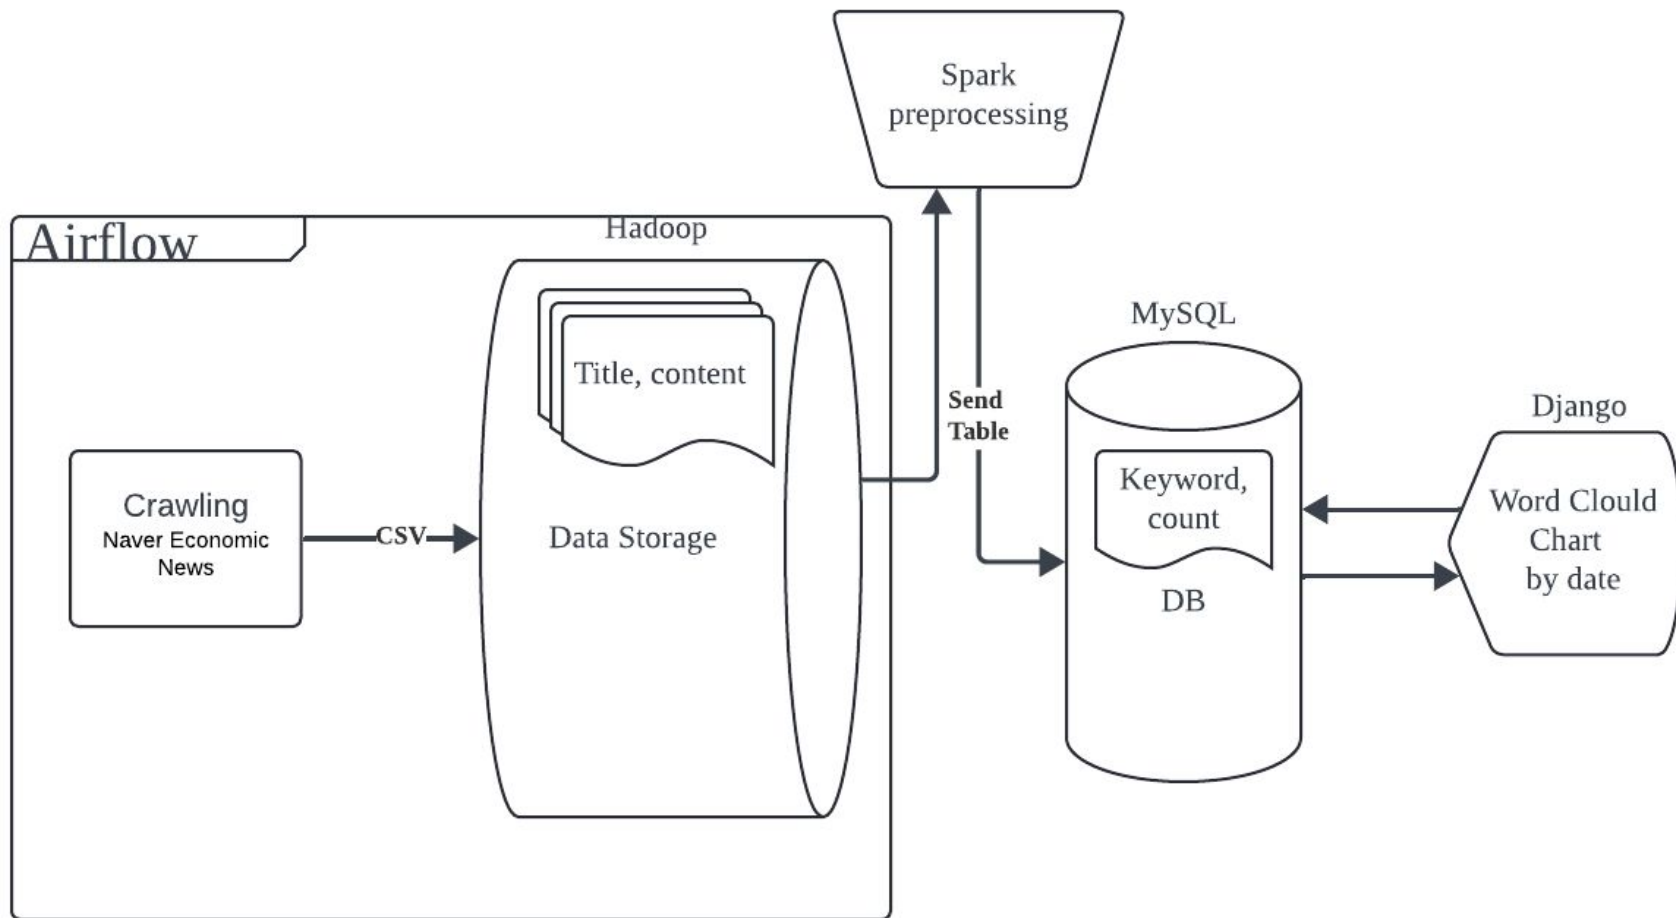 Spark
preprocessing
Airflow
Hadoop
Title, content
Data Storage
Crawling
Naver Economic
News
CSV
Send
Table
MySQL
Keyword,
count
DB
Django
Word Clould
Chart
by date